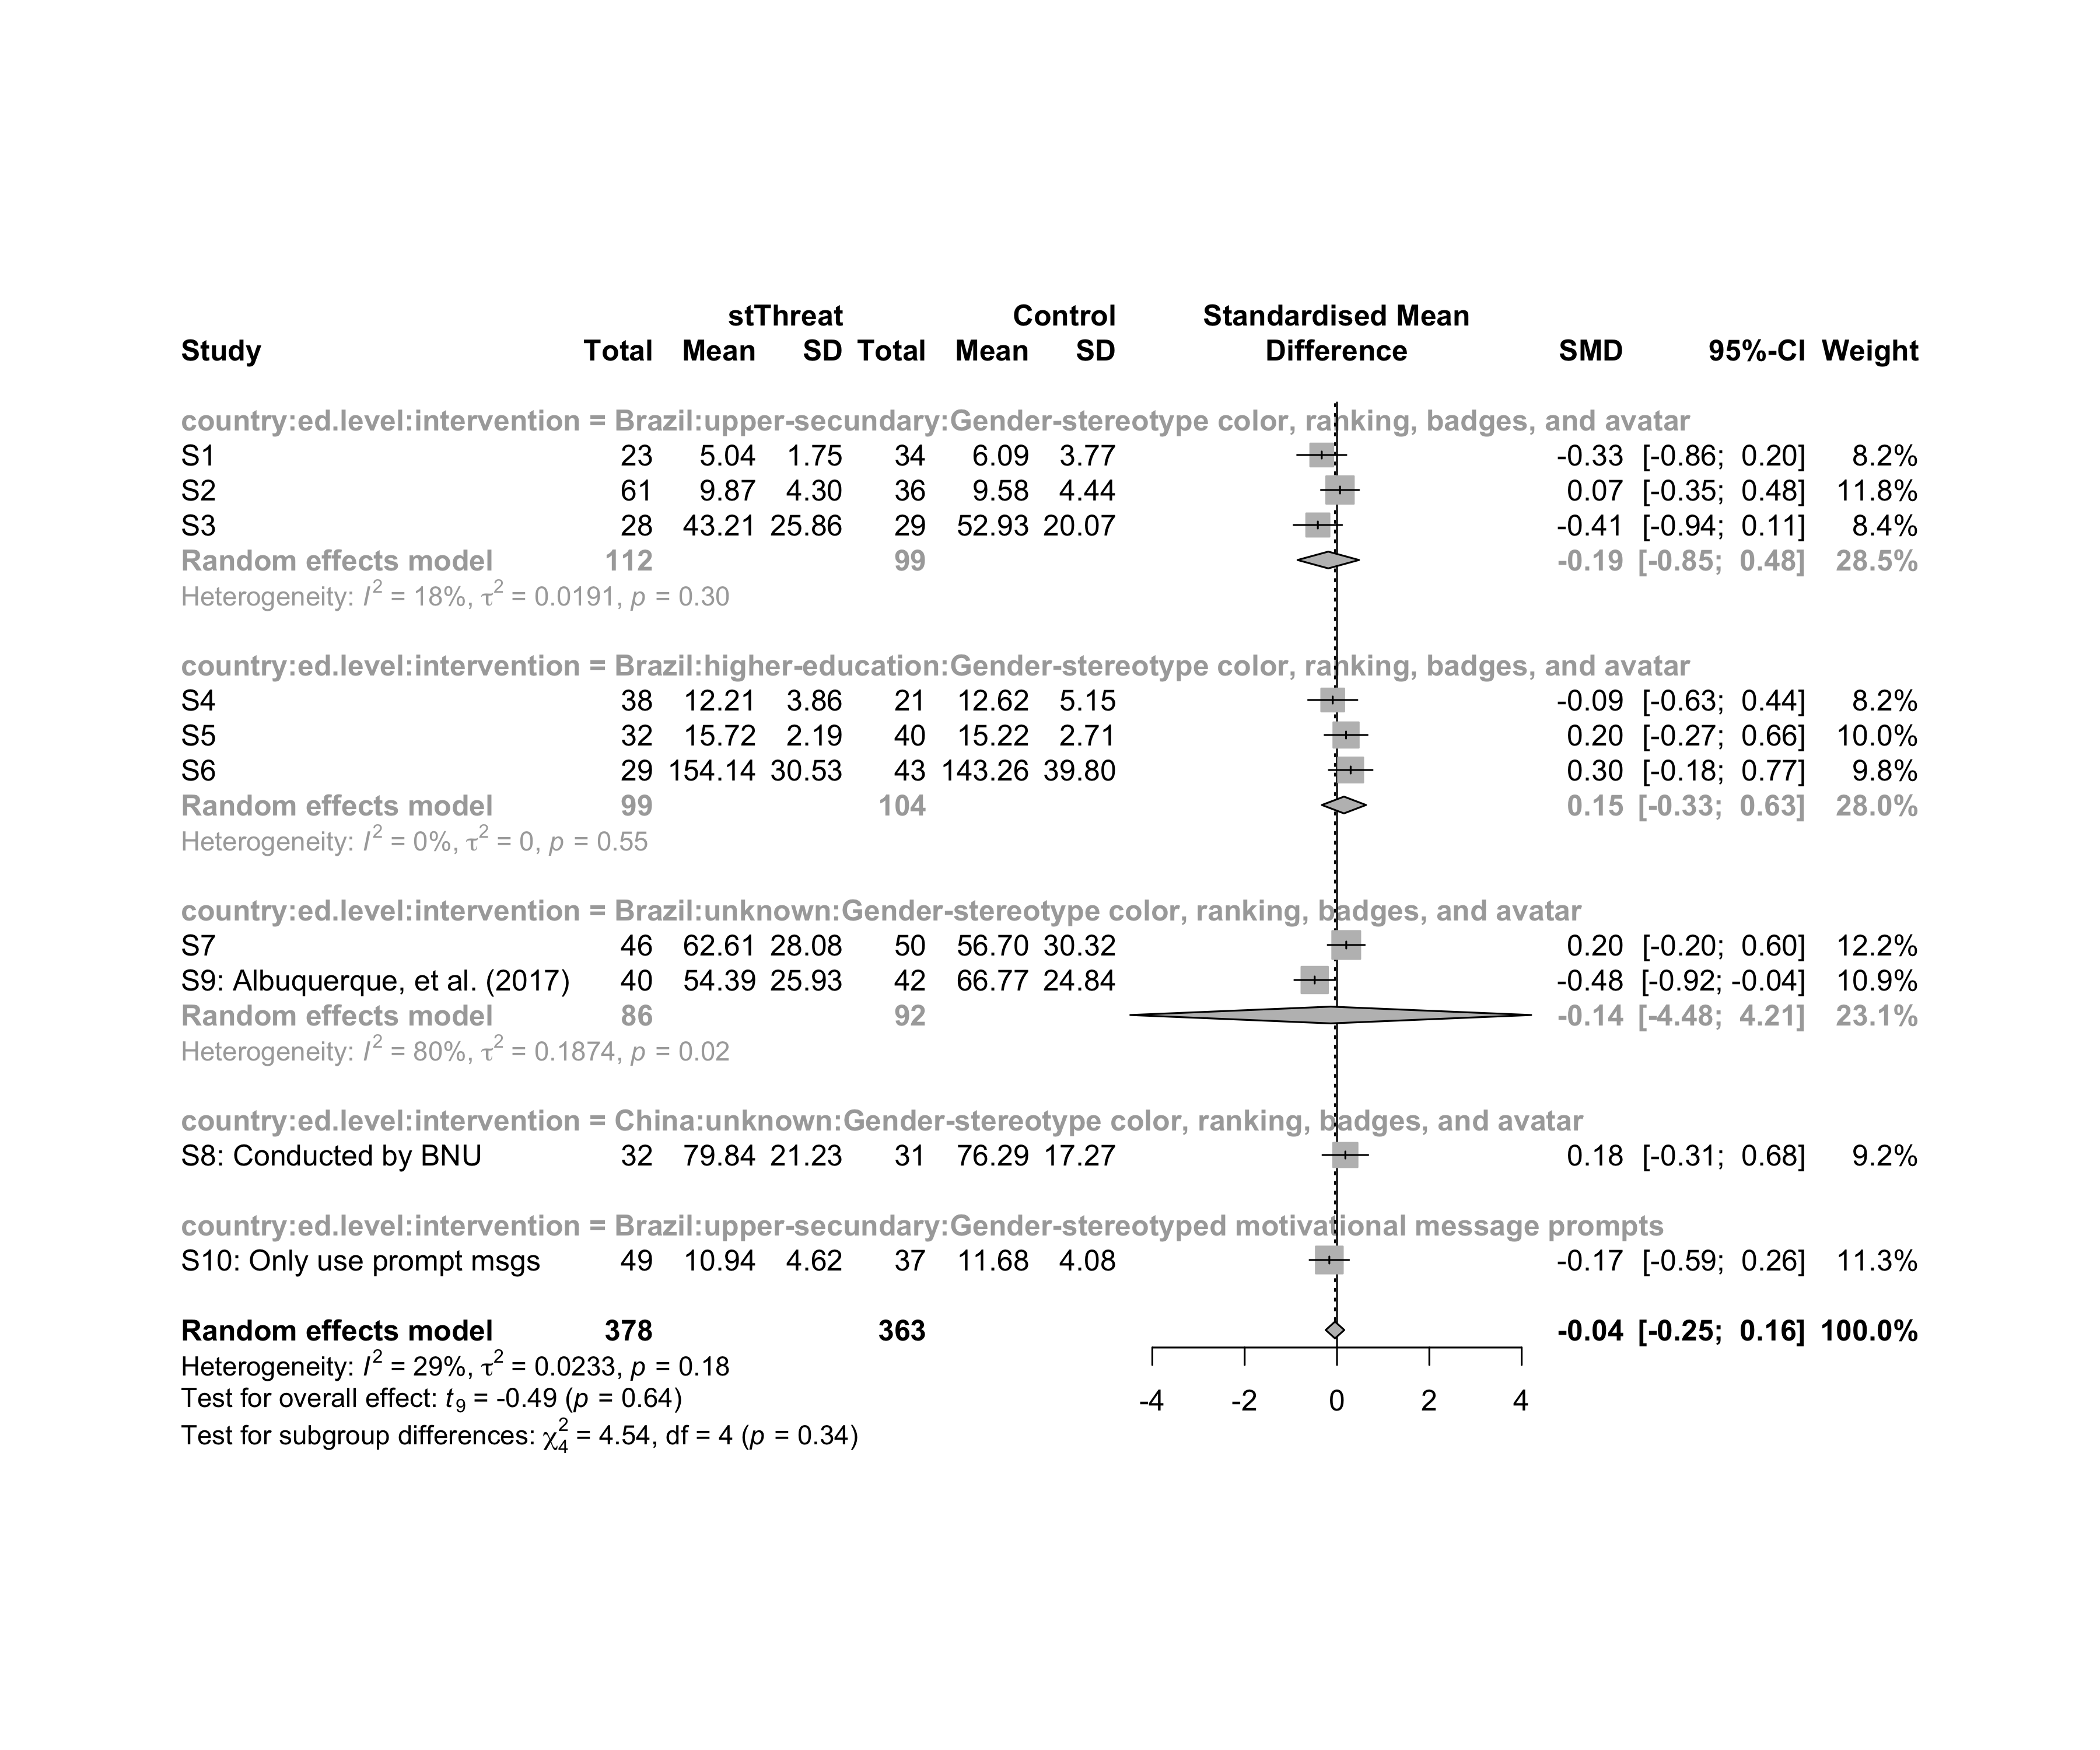 stThreat Control Standardised Mean
Study Total Mean SD Total Mean SD Difference SMD 95%-CI Weight
country:ed.level:intervention = Brazil:upper-secundary:Gender-stereotype color, ranking, badges, and avatar
S1 23 5.04 1.75 34 6.09 3.77 -0.33 [-0.86; 0.20] 8.2%
S2 61 9.87 4.30 36 9.58 4.44 0.07 [-0.35; 0.48] 11.8%
S3 28 43.21 25.86 29 52.93 20.07 -0.41 [-0.94; 0.11] 8.4%
Random effects model 112 99 -0.19 [-0.85; 0.48] 28.5%
Heterogeneity: I² = 18%, τ² = 0.0191, p = 0.30
country:ed.level:intervention = Brazil:higher-education:Gender-stereotype color, ranking, badges, and avatar
S4 38 12.21 3.86 21 12.62 5.15 -0.09 [-0.63; 0.44] 8.2%
S5 32 15.72 2.19 40 15.22 2.71 0.20 [-0.27; 0.66] 10.0%
S6 29 154.14 30.53 43 143.26 39.80 0.30 [-0.18; 0.77] 9.8%
Random effects model 99 104 0.15 [-0.33; 0.63] 28.0%
Heterogeneity: I² = 0%, τ² = 0, p = 0.55
country:ed.level:intervention = Brazil:unknown:Gender-stereotype color, ranking, badges, and avatar
S7 46 62.61 28.08 50 56.70 30.32 0.20 [-0.20; 0.60] 12.2%
S9: Albuquerque, et al. (2017) 40 54.39 25.93 42 66.77 24.84 -0.48 [-0.92; -0.04] 10.9%
Random effects model 86 92 -0.14 [-4.48; 4.21] 23.1%
Heterogeneity: I² = 80%, τ² = 0.1874, p = 0.02
country:ed.level:intervention = China:unknown:Gender-stereotype color, ranking, badges, and avatar
S8: Conducted by BNU 32 79.84 21.23 31 76.29 17.27 0.18 [-0.31; 0.68] 9.2%
country:ed.level:intervention = Brazil:upper-secundary:Gender-stereotyped motivational message prompts
S10: Only use prompt msgs 49 10.94 4.62 37 11.68 4.08 -0.17 [-0.59; 0.26] 11.3%
Random effects model 378 363 -0.04 [-0.25; 0.16] 100.0%
Heterogeneity: I² = 29%, τ² = 0.0233, p = 0.18
Test for overall effect: t₉ = -0.49 (p = 0.64)
-4 -2 0 2 4
Test for subgroup differences: χ²₄ = 4.54, df = 4 (p = 0.34)